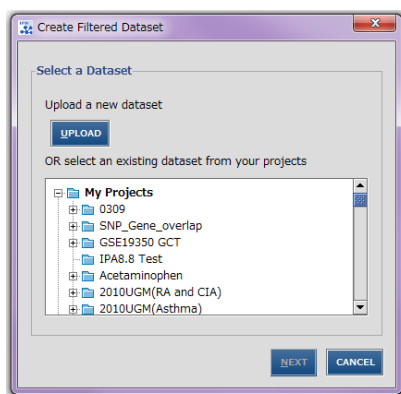 Create Filtered Dataset
Select a Dataset
Upload a new dataset
UPLOAD
OR select an existing dataset from your projects
My Projects
0309
SNP_Gene_overlap
GSE19350 GCT
IPA8.8 Test
Acetaminophen
2010UGM(RA and CIA)
2010UGM(Asthma)
NEXT CANCEL